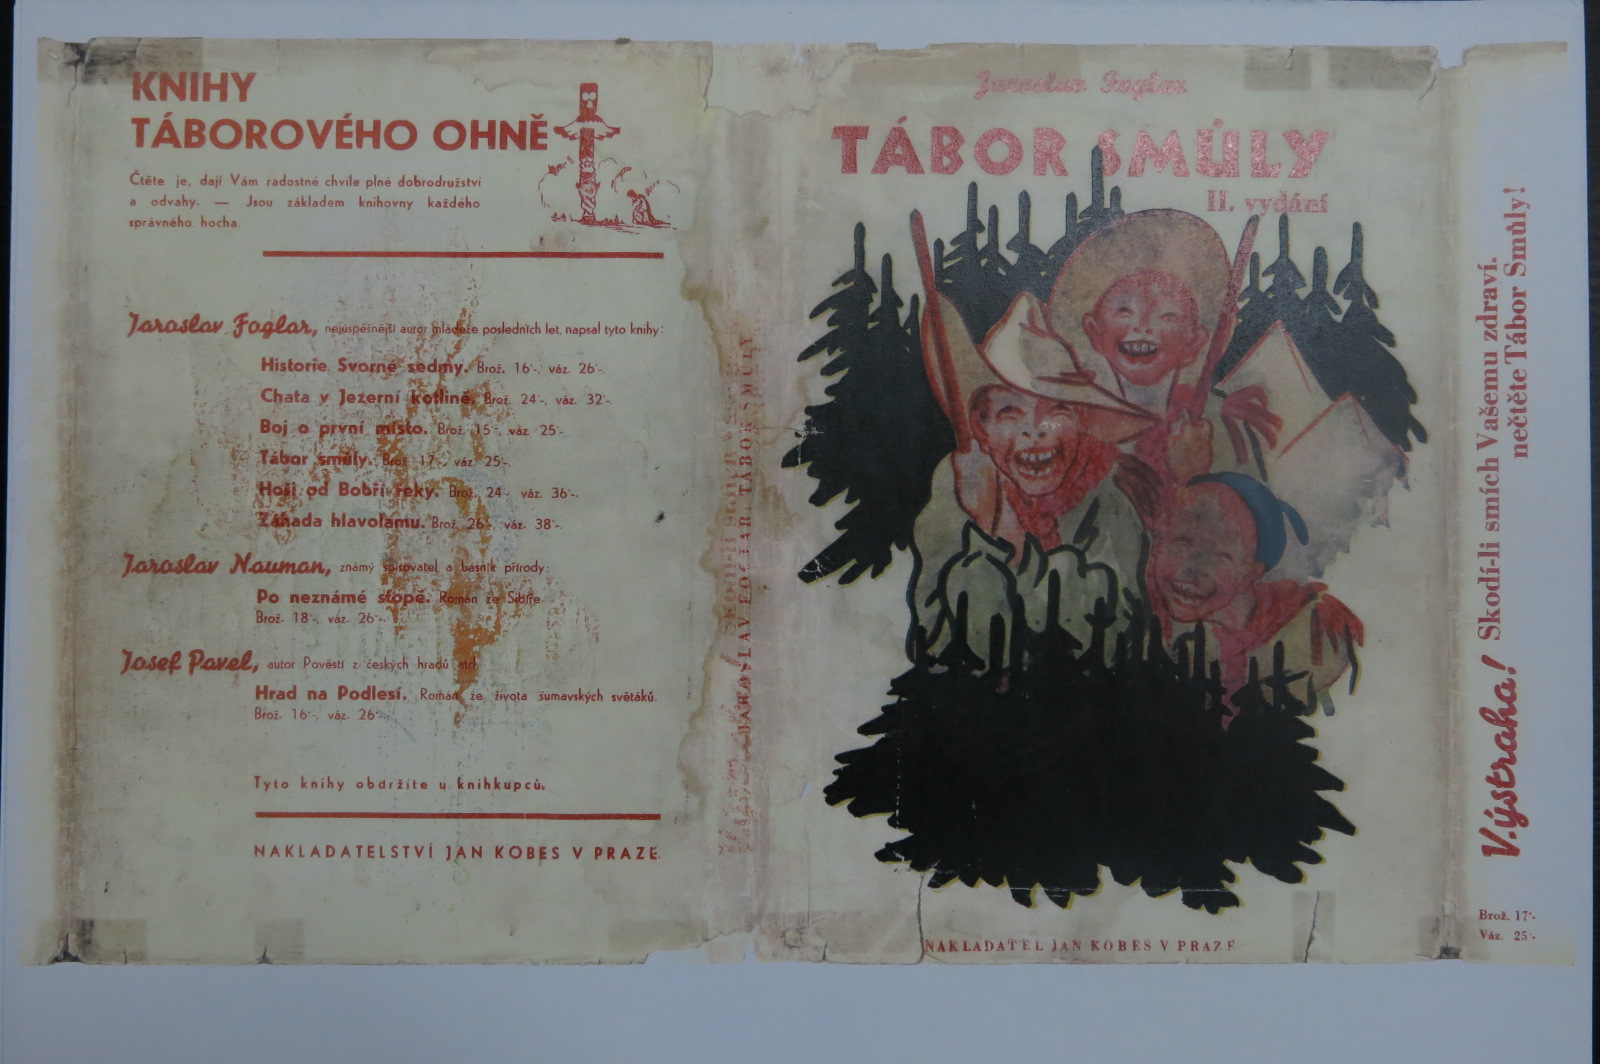 KNIHY
TÁBOROVÉHO OHNĚ
Čtěte je, dají Vám radostné chvíle plné dobrodružství
a odvahy. — Jsou základem knihovny každého
správného hocha.
Jaroslav Foglar, nejúspěšnější autor mládeže posledních let, napsal tyto knihy:
Historie Svorné sedmy. Brož. 16·-, váz. 26·-.
Chata v Jezerní kotlině. Brož. 24·-, váz. 32·-.
Boj o první místo. Brož. 15·-, váz. 25·-.
Tábor smůly. Brož. 17·-, váz. 25·-.
Hoši od Bobří řeky. Brož. 24·-, váz. 36·-.
Záhada hlavolamu. Brož. 26·-, váz. 38·-.
Jaroslav Nauman, známý spisovatel a básník přírody:
Po neznámé stopě. Román ze Sibiře.
Brož. 18·-, váz. 26·-.
Josef Pavel, autor Pověstí z českých hradů atd.
Hrad na Podlesí. Román ze života šumavských světáků.
Brož. 16·-, váz. 26·-.
Tyto knihy obdržíte u knihkupců.
NAKLADATELSTVÍ JAN KOBES V PRAZE.
JAROSLAV FOGLAR: TÁBOR SMŮLY
Jaroslav Foglar
TÁBOR SMŮLY
II. vydání
NAKLADATEL JAN KOBES V PRAZE
Výstraha! Skodí-li smích Vašemu zdraví.
nečtěte Tábor Smůly!
Brož. 17·-
Váz. 25·-